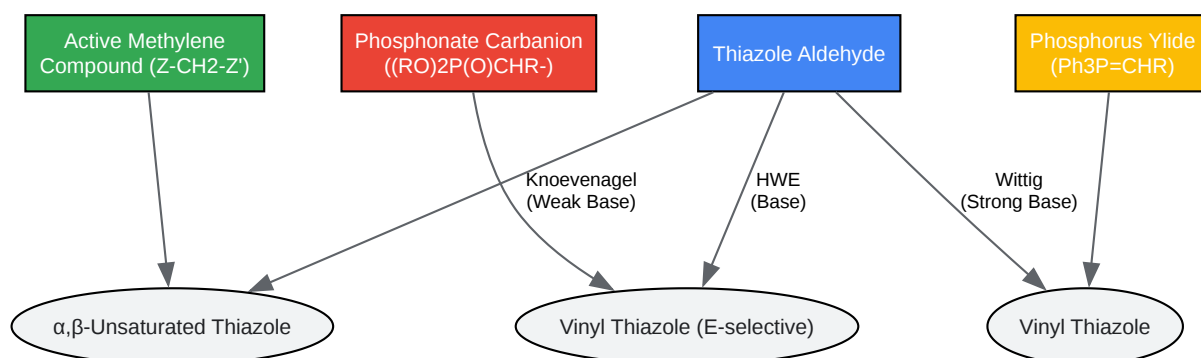 Active Methylene
Compound (Z-CH2-Z')
Phosphonate Carbanion
((RO)2P(O)CHR-)
Thiazole Aldehyde
Phosphorus Ylide
(Ph3P=CHR)
Knoevenagel
(Weak Base)
HWE
(Base)
Wittig
(Strong Base)
α,β-Unsaturated Thiazole
Vinyl Thiazole (E-selective)
Vinyl Thiazole